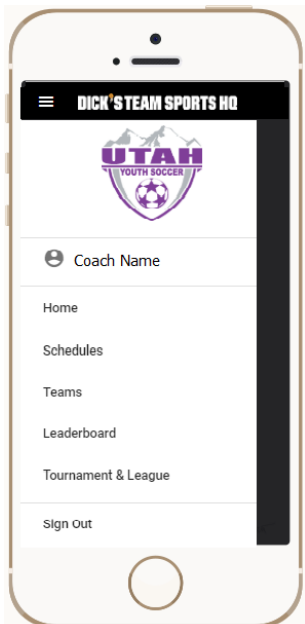 DICK'S TEAM SPORTS HQ
UTAH
YOUTH SOCCER
Coach Name
Home
Schedules
Teams
Leaderboard
Tournament & League
Sign Out